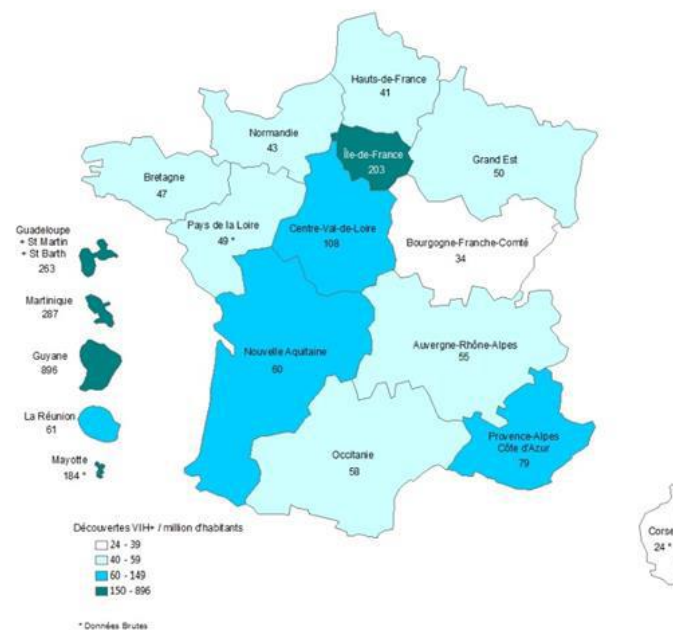 Hauts-de-France
41
Normandie
43
Île-de-France
203
Grand Est
50
Bretagne
47
Pays de la Loire
49 *
Centre-Val-de-Loire
108
Bourgogne-Franche-Comté
34
Guadeloupe
+ St Martin
+ St Barth
263
Martinique
287
Guyane
896
La Réunion
61
Mayotte
184 *
Nouvelle Aquitaine
60
Auvergne-Rhône-Alpes
55
Occitanie
58
Provence-Alpes
Côte d'Azur
79
Corse
24 *
Découvertes VIH+ / million d'habitants
24 - 39
40 - 59
60 - 149
150 - 896
* Données Brutes